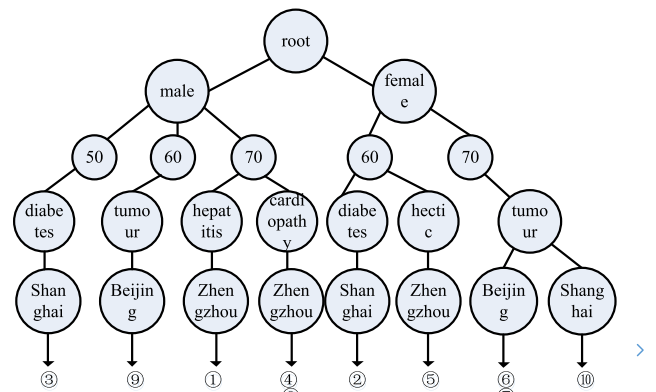 root
male
femal
e
50
60
70
60
70
diabe
tes
tumo
ur
hepat
itis
cardi
opath
y
diabe
tes
hecti
c
tumo
ur
Shan
ghai
Beijin
g
Zhen
gzhou
Zhen
gzhou
Shan
ghai
Zhen
gzhou
Beijin
g
Shang
hai
③
⑨
①
④
②
⑤
⑥
⑩